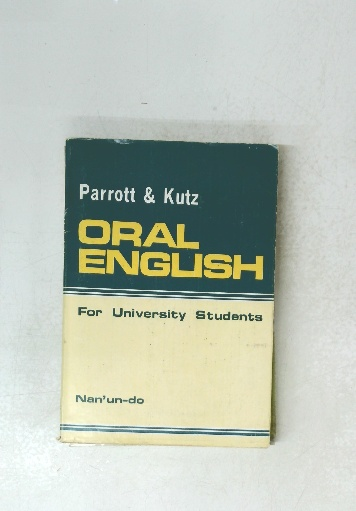 Parrott & Kutz
ORAL
ENGLISH
For University Students
Nan'un-do